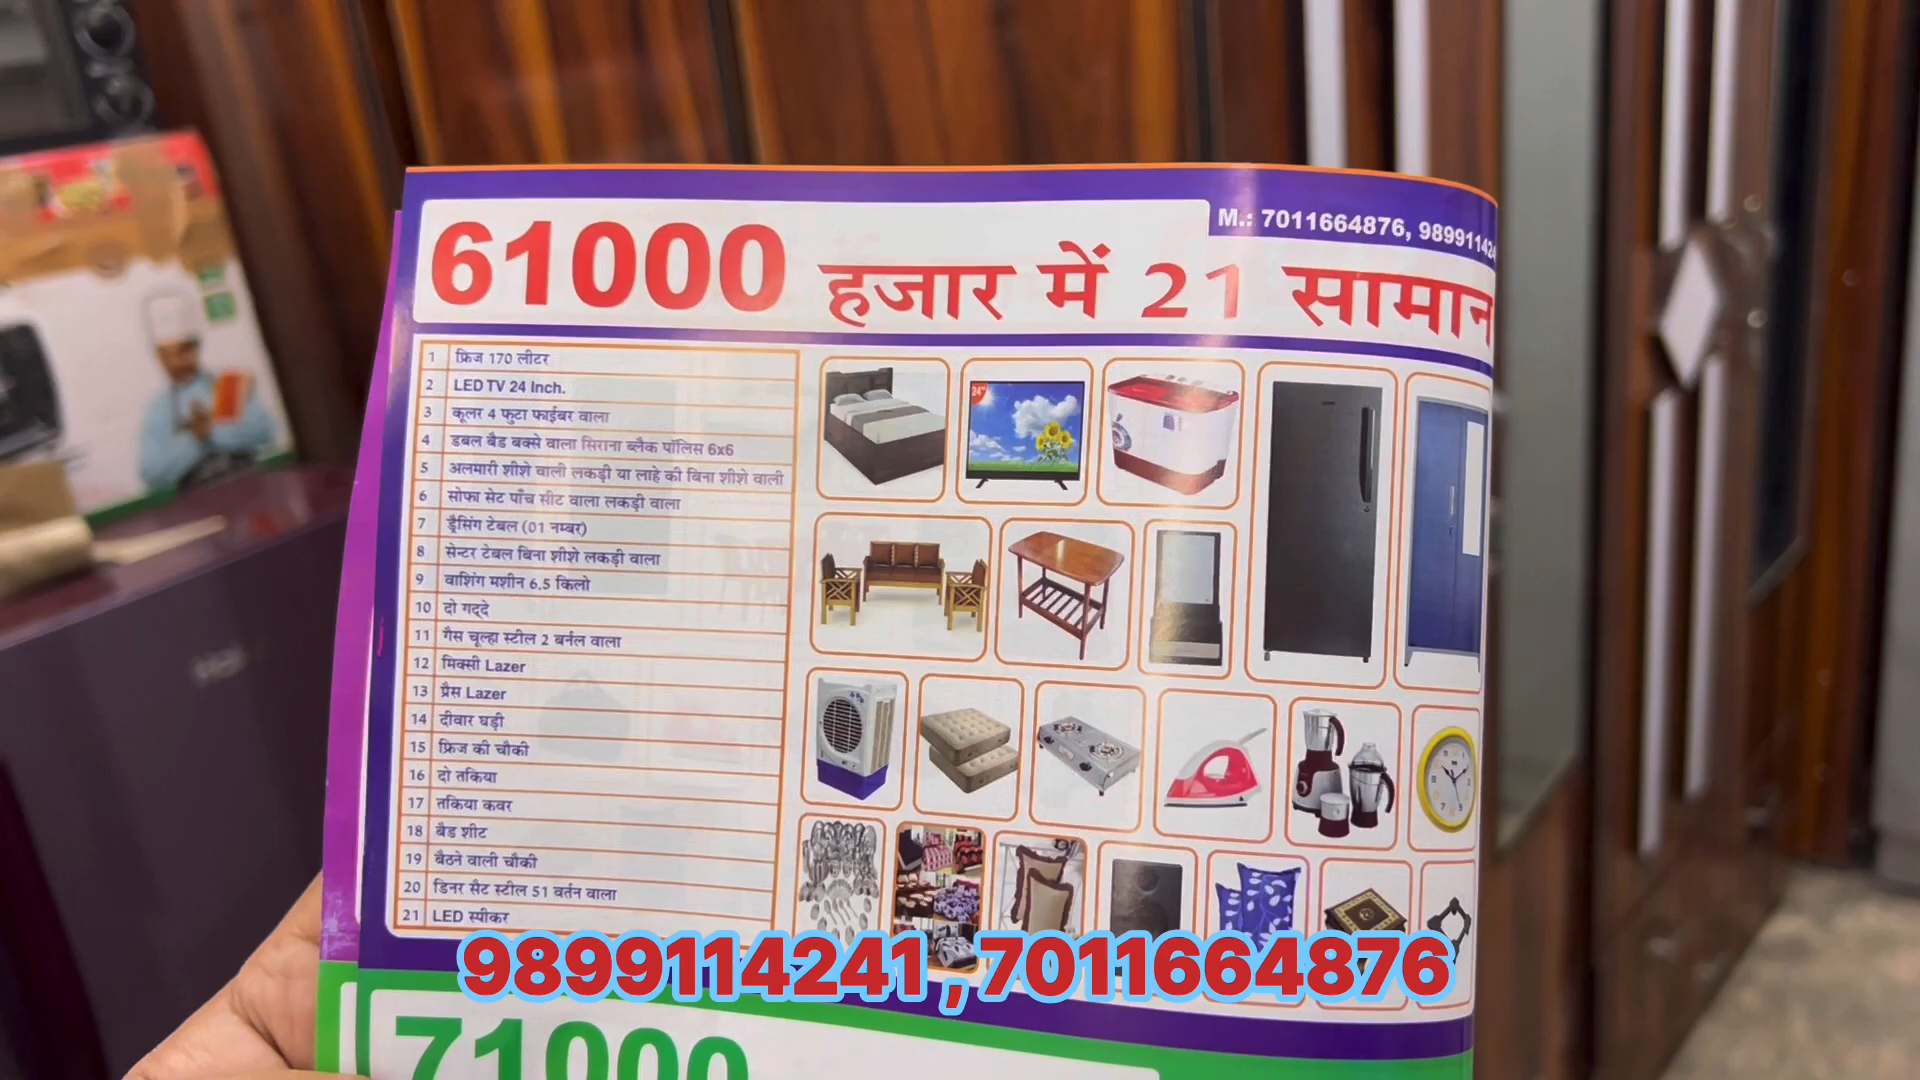 M.: 7011664876, 989911424
61000 हजार में 21 सामान
1 फ्रिज 170 लीटर
2 LED TV 24 Inch.
3 कूलर 4 फुटा फाईबर वाला
4 डबल बैड बक्से वाला सिराना ब्लैक पॉलिस 6x6
5 अलमारी शीशे वाली लकड़ी या लाहे की बिना शीशे वाली
6 सोफा सेट पाँच सीट वाला लकड़ी वाला
7 ड्रैसिंग टेबल (01 नम्बर)
8 सेन्टर टेबल बिना शीशे लकड़ी वाला
9 वाशिंग मशीन 6.5 किलो
10 दो गद्दे
11 गैस चूल्हा स्टील 2 बर्नल वाला
12 मिक्सी Lazer
13 प्रैस Lazer
14 दीवार घड़ी
15 फ्रिज की चौकी
16 दो तकिया
17 तकिया कवर
18 बैड शीट
19 बैठने वाली चौकी
20 डिनर सैट स्टील 51 वर्तन वाला
21 LED स्पीकर
24"
9899114241 , 7011664876
71000